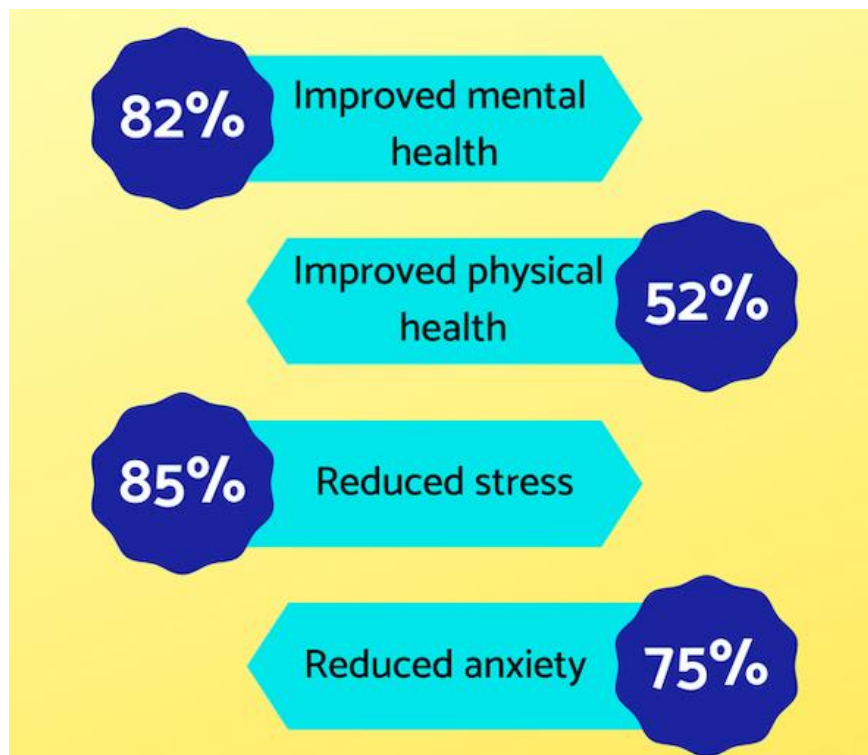 82%
Improved mental
health
Improved physical
health
52%
85%
Reduced stress
Reduced anxiety
75%